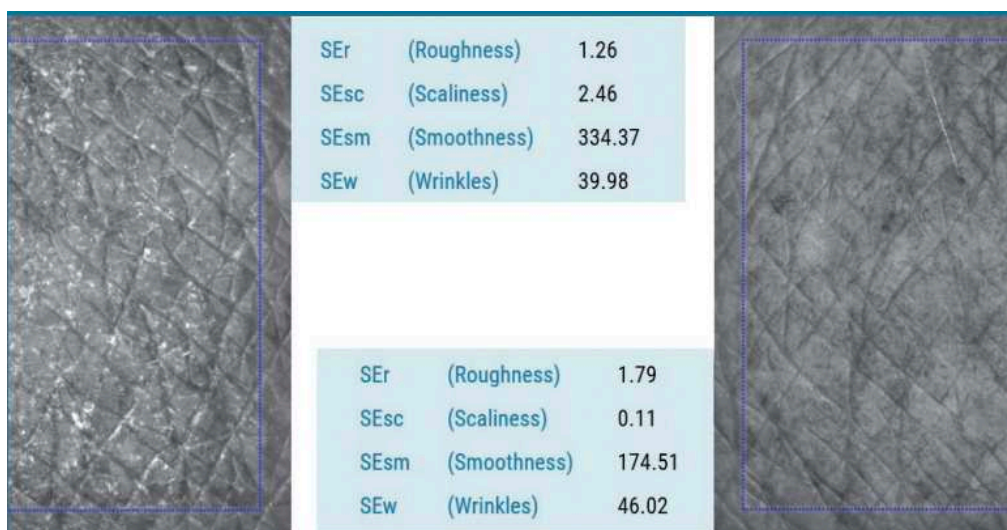 SEr (Roughness) 1.26
SEsc (Scaliness) 2.46
SEsm (Smoothness) 334.37
SEw (Wrinkles) 39.98
SEr (Roughness) 1.79
SEsc (Scaliness) 0.11
SEsm (Smoothness) 174.51
SEw (Wrinkles) 46.02